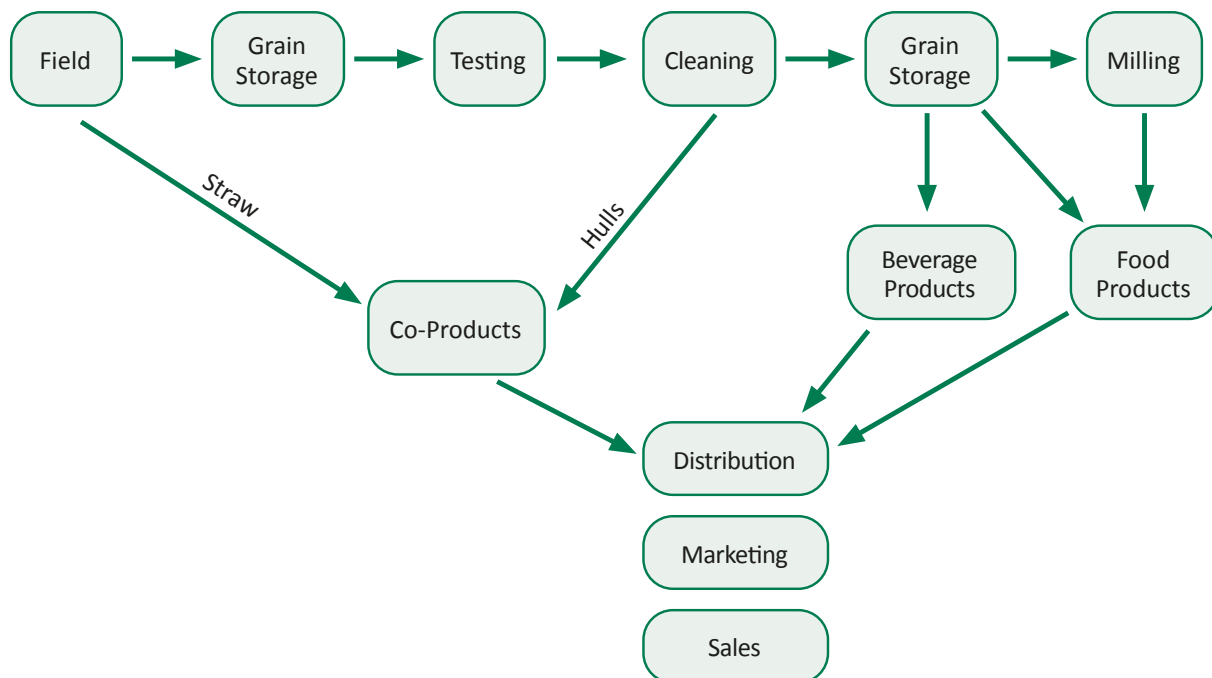 Field
Grain
Storage
Testing
Cleaning
Grain
Storage
Milling
Straw
Hulls
Beverage
Products
Food
Products
Co-Products
Distribution
Marketing
Sales